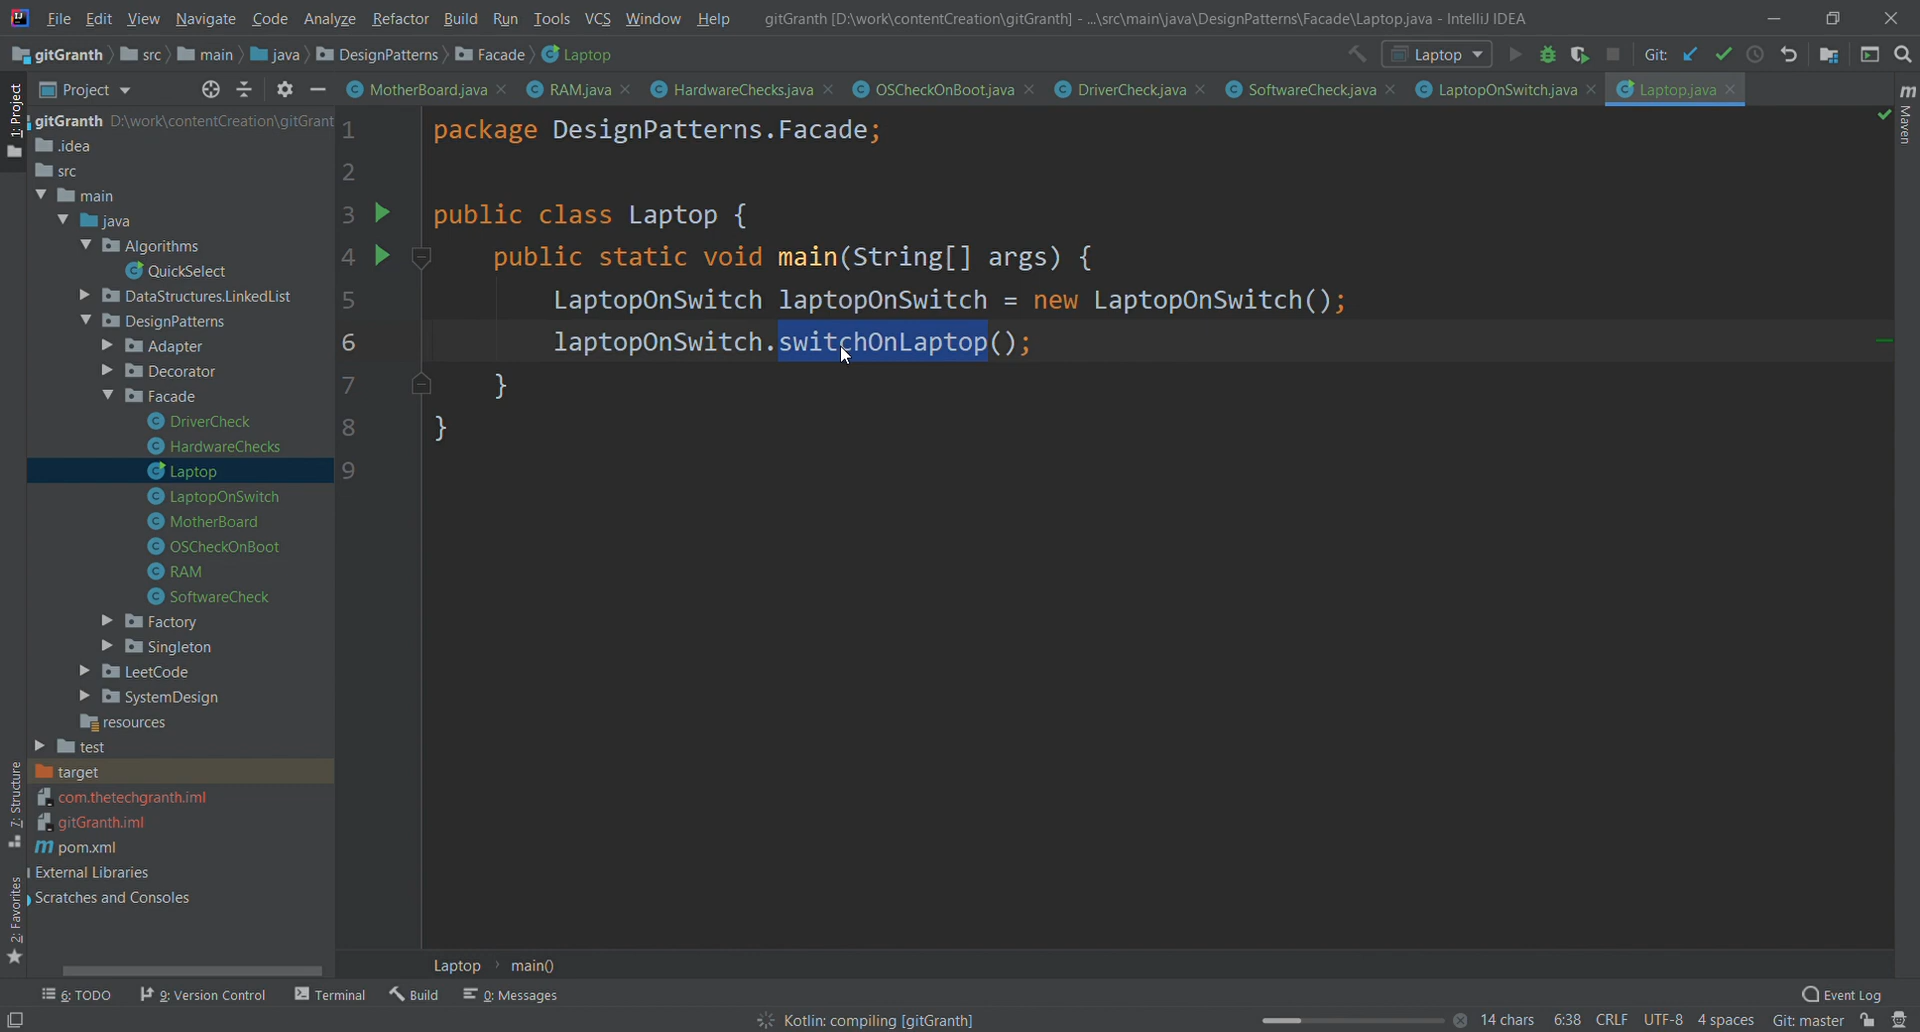 File Edit View Navigate Code Analyze Refactor Build Run Tools VCS Window Help gitGranth [D:\work\contentCreation\gitGranth] - ...\src\main\java\DesignPatterns\Facade\Laptop.java - IntelliJ IDEA
gitGranth src main java DesignPatterns Facade Laptop Laptop Git:
Project MotherBoard.java RAM.java HardwareChecks.java OSCheckOnBoot.java DriverCheck.java SoftwareCheck.java LaptopOnSwitch.java Laptop.java
1: Project
Maven
gitGranth D:\work\contentCreation\gitGrant
.idea
src
main
java
Algorithms
QuickSelect
DataStructures.LinkedList
DesignPatterns
Adapter
Decorator
Facade
DriverCheck
HardwareChecks
Laptop
LaptopOnSwitch
MotherBoard
OSCheckOnBoot
RAM
SoftwareCheck
Factory
Singleton
LeetCode
SystemDesign
resources
test
target
com.thetechgranth.iml
gitGranth.iml
pom.xml
External Libraries
Scratches and Consoles
7: Structure
2: Favorites
1 package DesignPatterns.Facade;
2
3 public class Laptop {
4 public static void main(String[] args) {
5 LaptopOnSwitch laptopOnSwitch = new LaptopOnSwitch();
6 laptopOnSwitch.switchOnLaptop();
7 }
8 }
9
Laptop › main()
6: TODO 9: Version Control Terminal Build 0: Messages Event Log
Kotlin: compiling [gitGranth] 14 chars 6:38 CRLF UTF-8 4 spaces Git: master